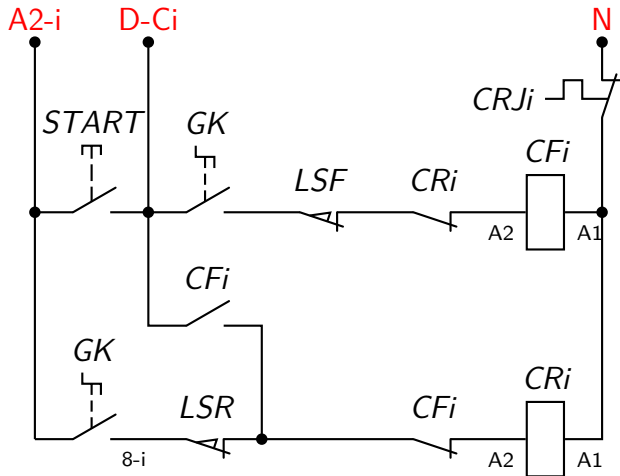 A2-i D-Ci N
START GK CRJi
LSF CRi CFi
A2 A1
CFi
GK LSR CFi CRi
8-i A2 A1